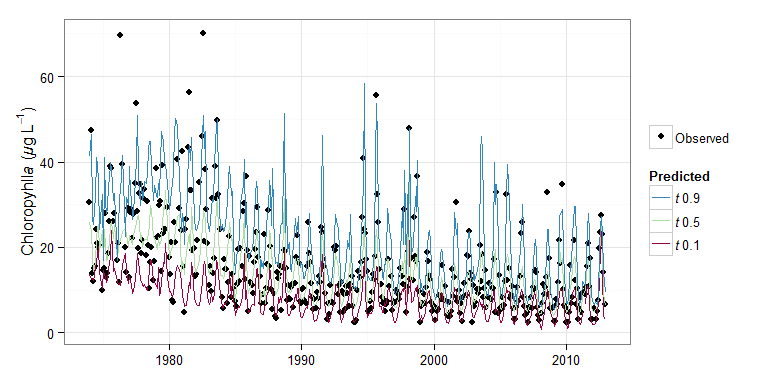 Chloropyhlla (μg L⁻¹)
60
40
20
0
1980
1990
2000
2010
Observed
Predicted
t 0.9
t 0.5
t 0.1